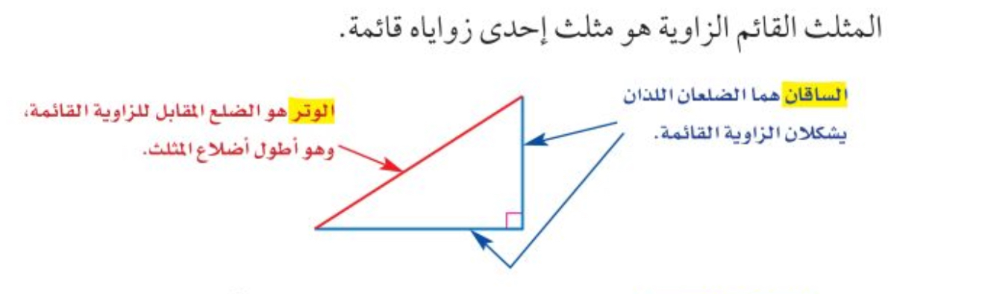 المثلث القائم الزاوية هو مثلث إحدى زواياه قائمة.
الساقان هما الضلعان اللذان
يشكلان الزاوية القائمة.
الوتر هو الضلع المقابل للزاوية القائمة،
وهو أطول أضلاع المثلث.